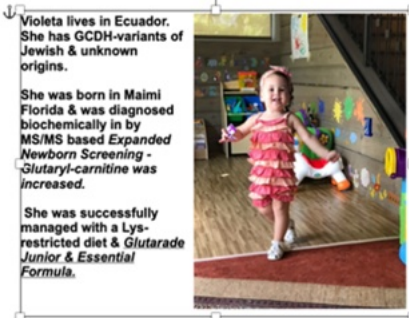 Violeta lives in Ecuador.
She has GCDH-variants of
Jewish & unknown
origins.
She was born in Maimi
Florida & was diagnosed
biochemically in by
MS/MS based Expanded
Newborn Screening -
Glutaryl-carnitine was
increased.
She was successfully
managed with a Lys-
restricted diet & Glutarade
Junior & Essential
Formula.